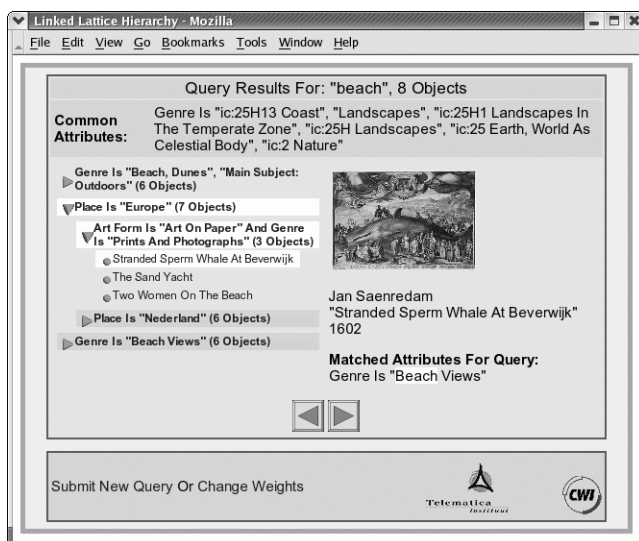 Linked Lattice Hierarchy - Mozilla
File Edit View Go Bookmarks Tools Window Help
Query Results For: "beach", 8 Objects
Common Attributes:
Genre Is "ic:25H13 Coast", "Landscapes", "ic:25H1 Landscapes In
The Temperate Zone", "ic:25H Landscapes", "ic:25 Earth, World As
Celestial Body", "ic:2 Nature"
Genre Is "Beach, Dunes", "Main Subject:
Outdoors" (6 Objects)
Place Is "Europe" (7 Objects)
Art Form Is "Art On Paper" And Genre
Is "Prints And Photographs" (3 Objects)
Stranded Sperm Whale At Beverwijk
The Sand Yacht
Two Women On The Beach
Place Is "Nederland" (6 Objects)
Genre Is "Beach Views" (6 Objects)
Jan Saenredam
"Stranded Sperm Whale At Beverwijk"
1602
Matched Attributes For Query:
Genre Is "Beach Views"
Submit New Query Or Change Weights
Telematica
Instituut
CWI